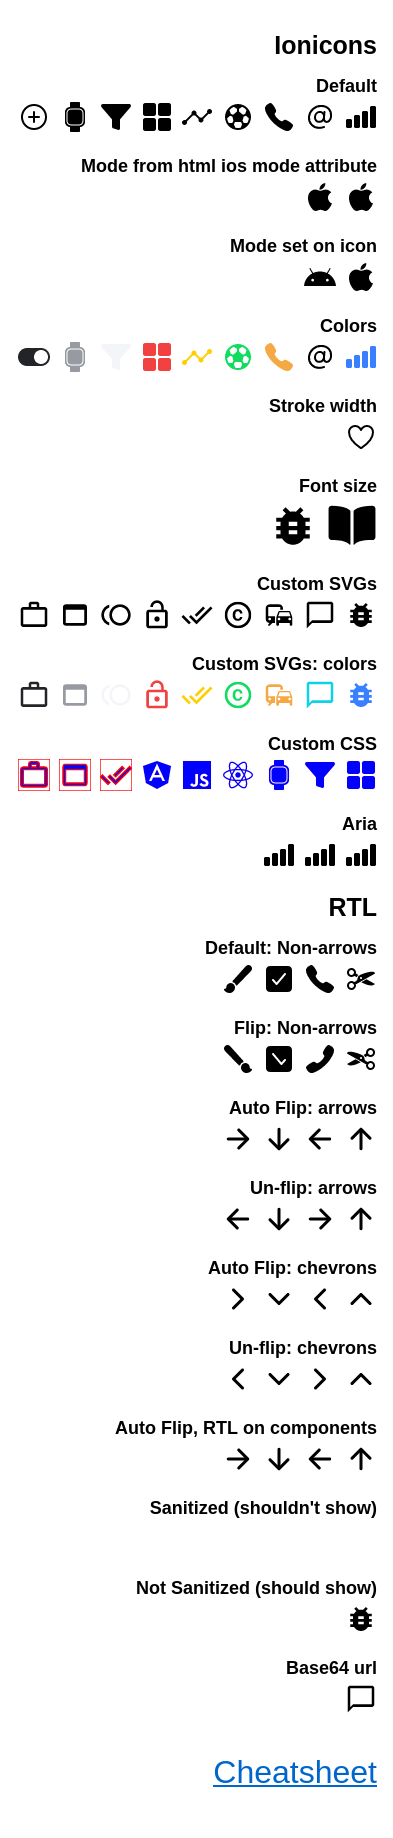 Ionicons
Default
Mode from html ios mode attribute
Mode set on icon
Colors
Stroke width
Font size
Custom SVGs
Custom SVGs: colors
Custom CSS
JS
Aria
RTL
Default: Non-arrows
Flip: Non-arrows
Auto Flip: arrows
Un-flip: arrows
Auto Flip: chevrons
Un-flip: chevrons
Auto Flip, RTL on components
Sanitized (shouldn't show)
Not Sanitized (should show)
Base64 url
Cheatsheet